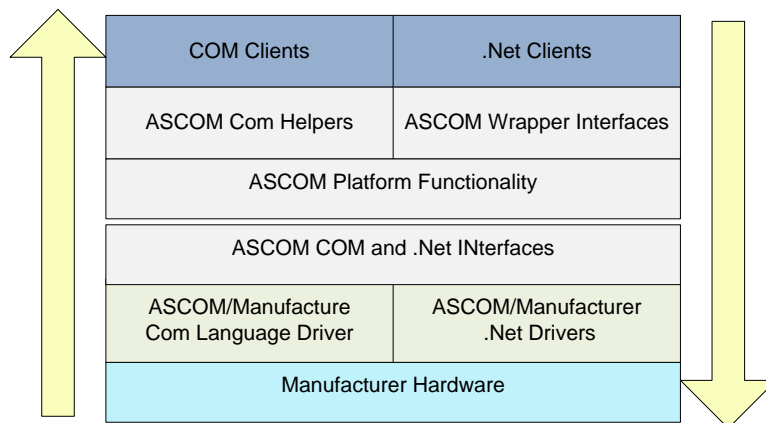 COM Clients
.Net Clients
ASCOM Com Helpers
ASCOM Wrapper Interfaces
ASCOM Platform Functionality
ASCOM COM and .Net INterfaces
ASCOM/Manufacture
Com Language Driver
ASCOM/Manufacturer
.Net Drivers
Manufacturer Hardware